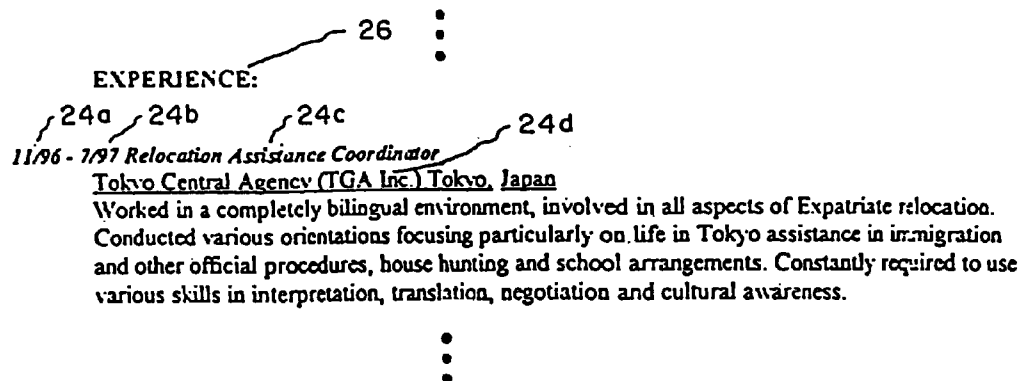 26
EXPERIENCE:
24a 24b 24c 24d
11/96 - 7/97 Relocation Assistance Coordinator
Tokyo Central Agency (TGA Inc.) Tokyo, Japan
Worked in a completely bilingual environment, involved in all aspects of Expatriate relocation.
Conducted various orientations focusing particularly on life in Tokyo assistance in immigration
and other official procedures, house hunting and school arrangements. Constantly required to use
various skills in interpretation, translation, negotiation and cultural awareness.